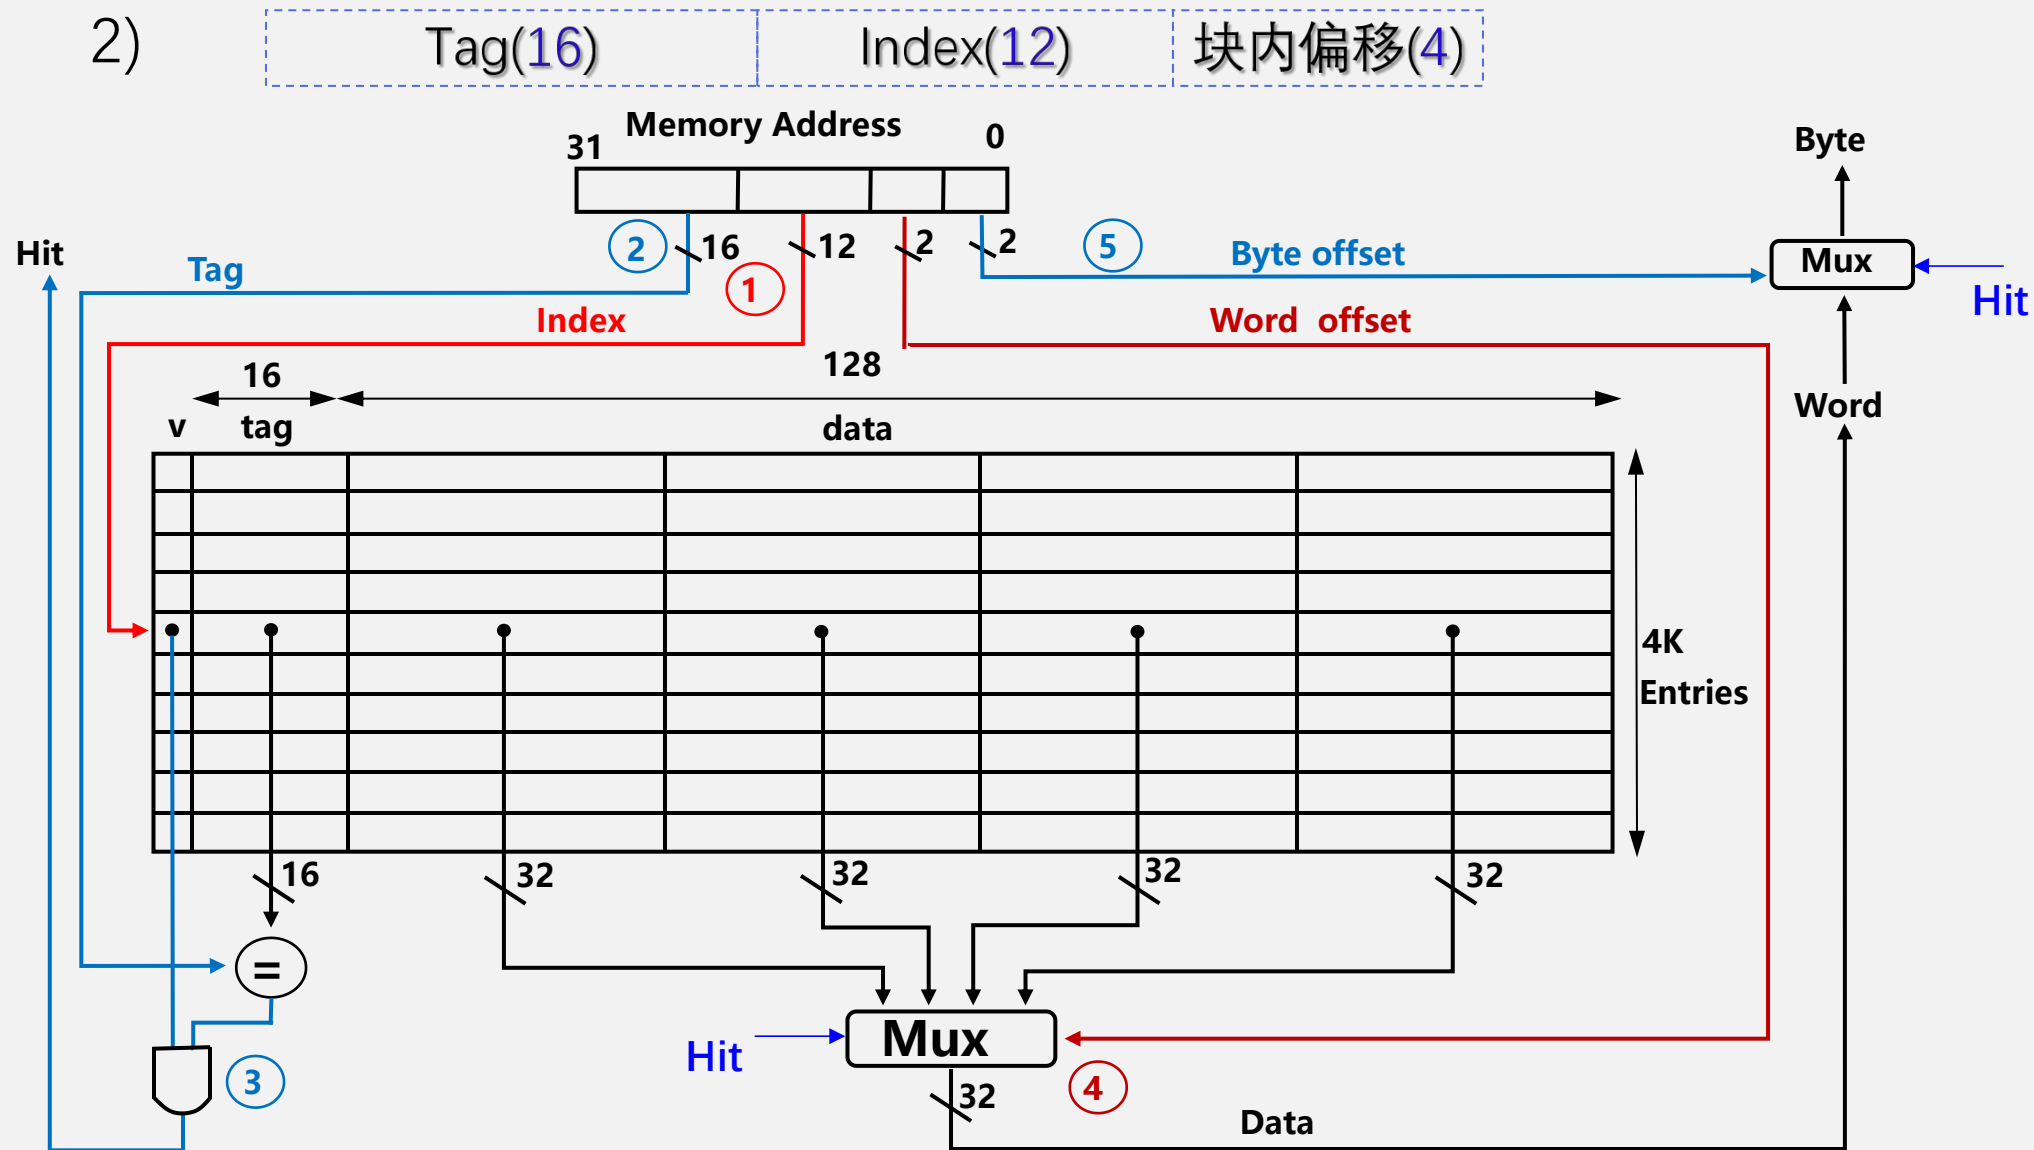 2)
Tag(16) Index(12) 块内偏移(4)
Memory Address
31 0
Byte
Hit
② 16 12 2 2 ⑤
Tag Byte offset Mux
① Hit
Index Word offset
16 128
v tag data Word
4K
Entries
16 32 32 32 32
=
Hit Mux
③ ④
32
Data